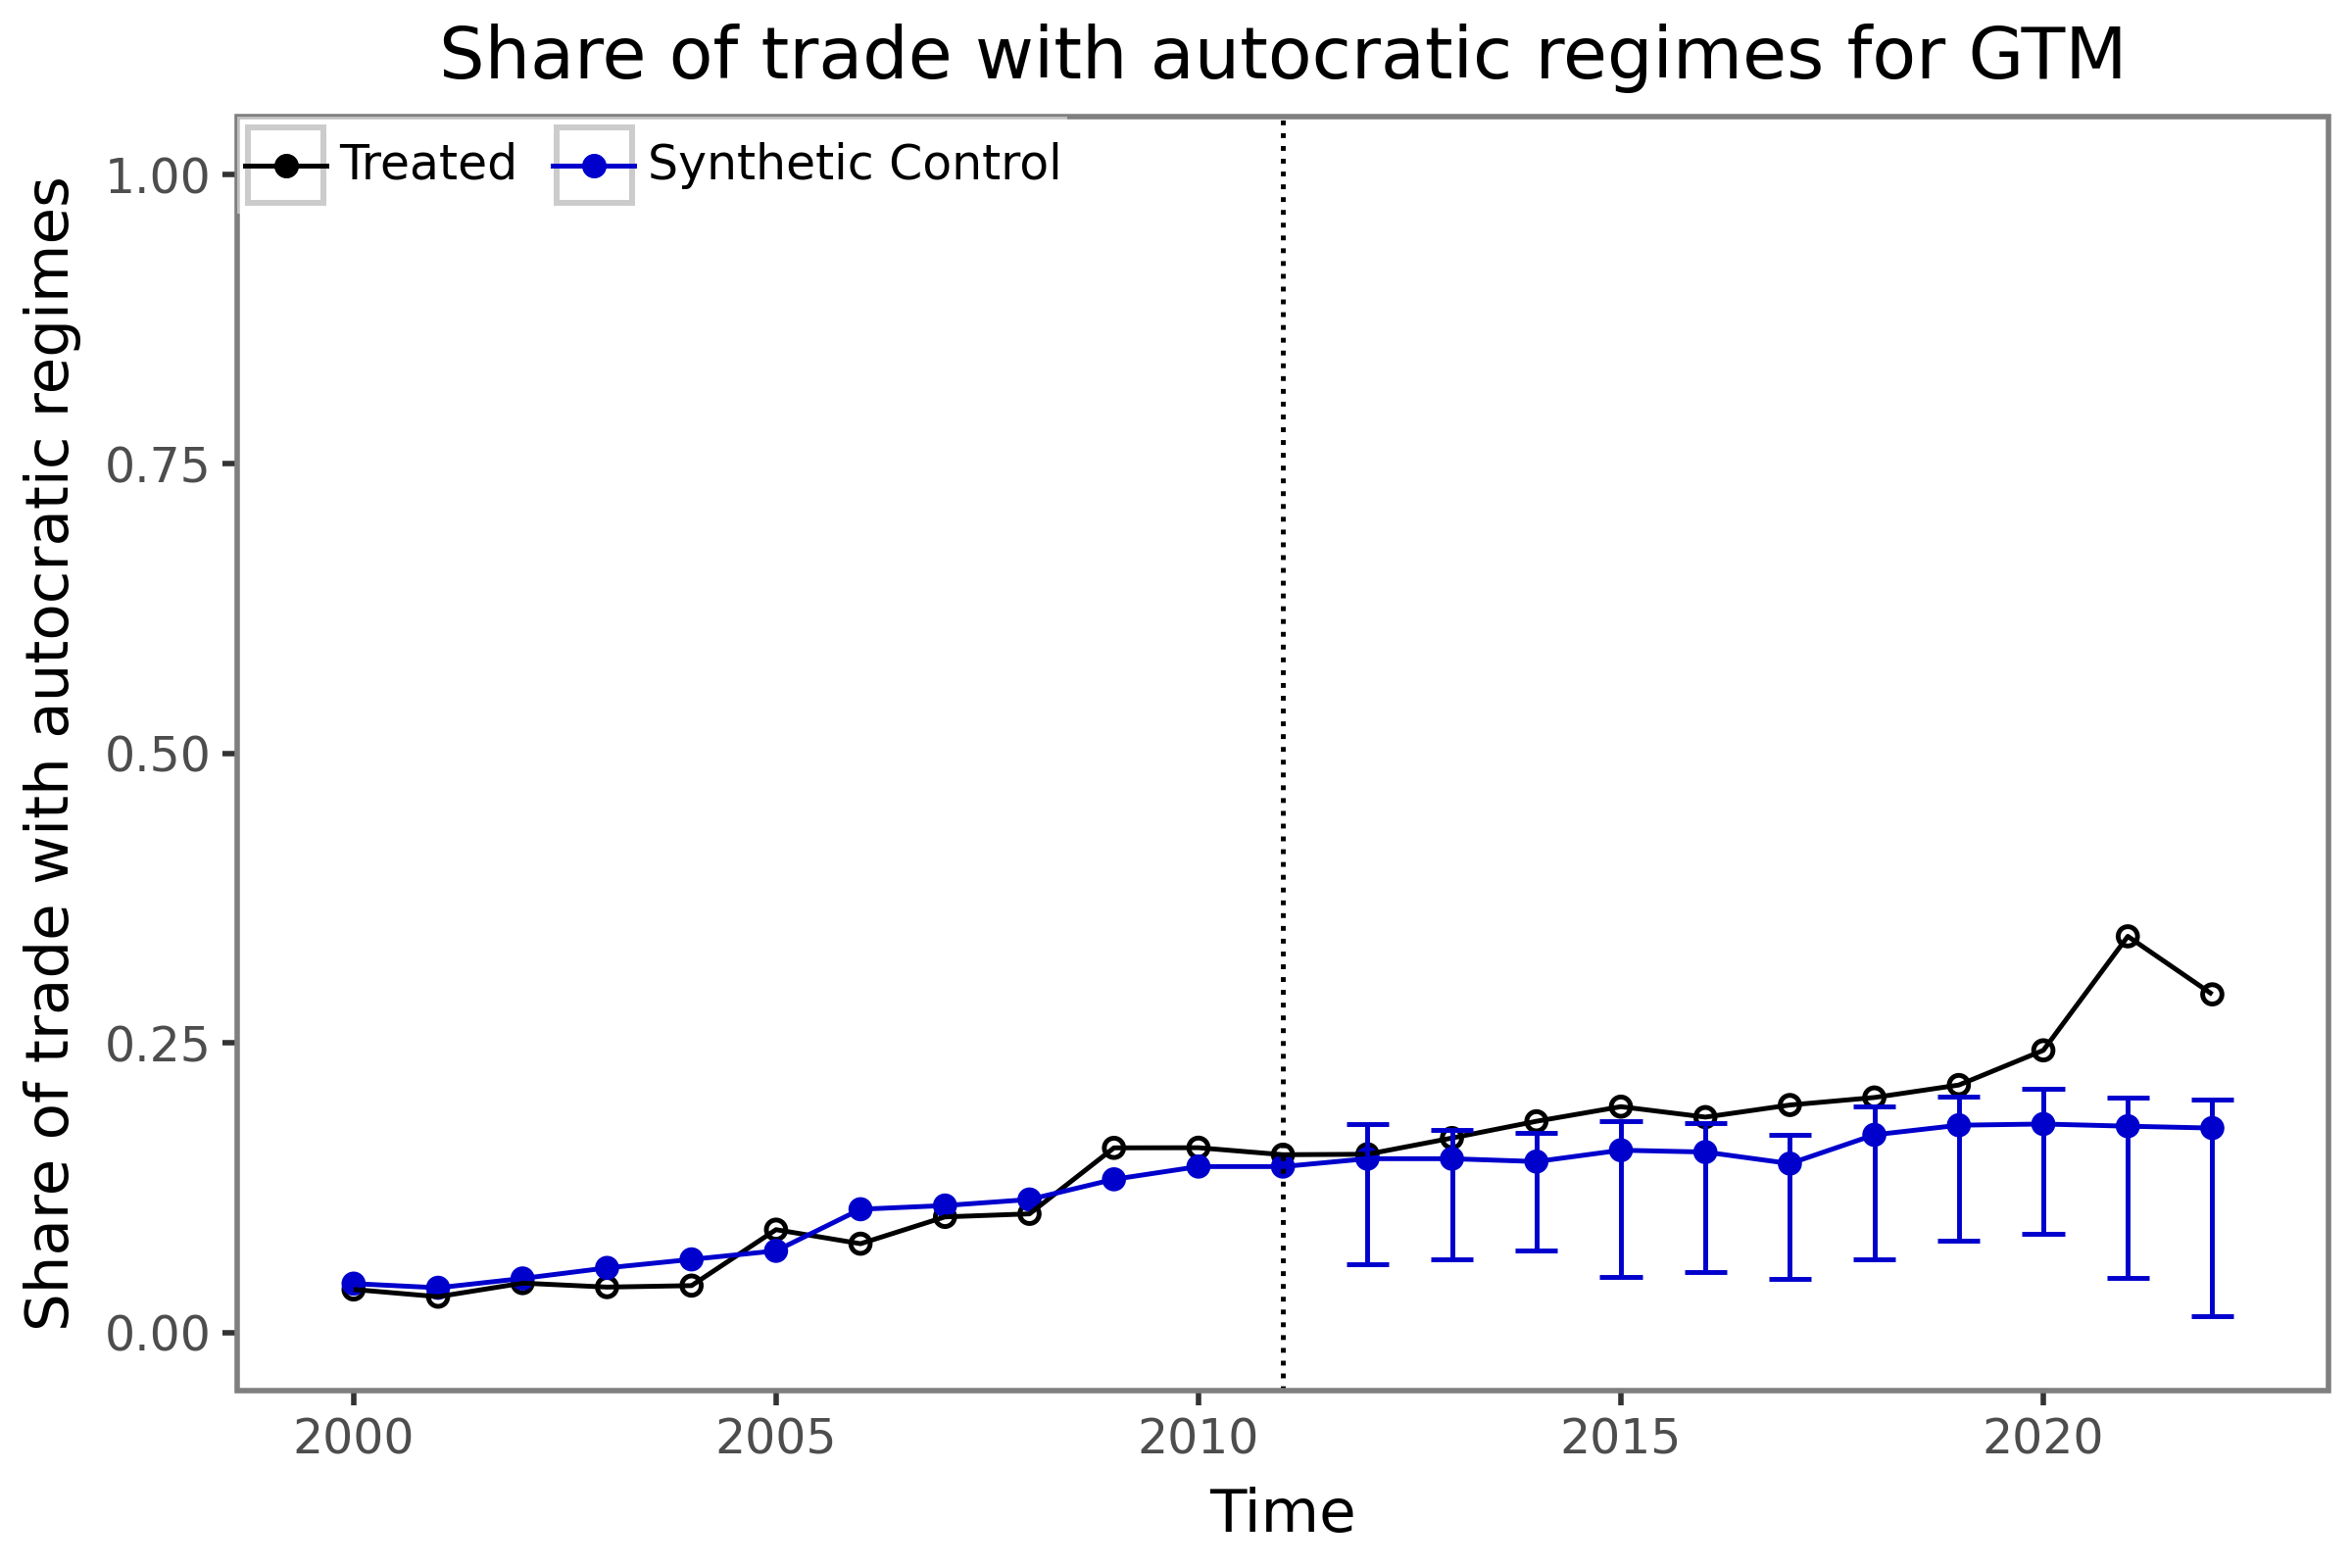 Share of trade with autocratic regimes for GTM
Treated
Synthetic Control
Share of trade with autocratic regimes
1.00
0.75
0.50
0.25
0.00
2000
2005
2010
2015
2020
Time